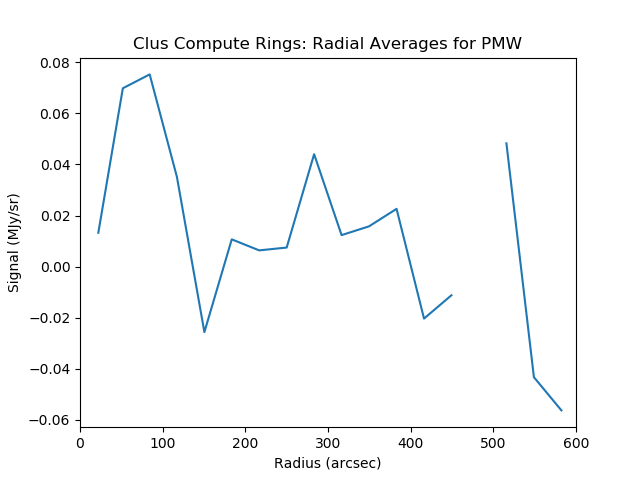 Clus Compute Rings: Radial Averages for PMW
0.08
0.06
0.04
0.02
0.00
−0.02
−0.04
−0.06
Signal (MJy/sr)
0 100 200 300 400 500 600
Radius (arcsec)